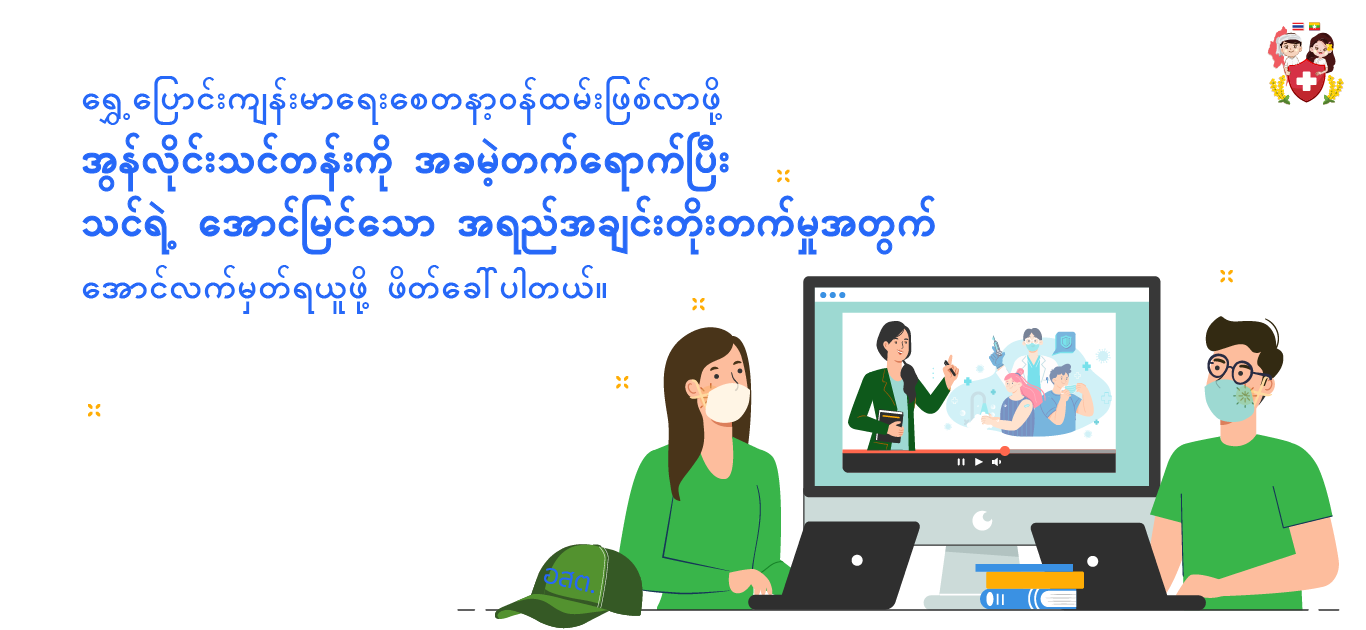 ရွှေ့ပြောင်းကျန်းမာရေးစေတနာ့ဝန်ထမ်းဖြစ်လာဖို့
အွန်လိုင်းသင်တန်းကို အခမဲ့တက်ရောက်ပြီး
သင်ရဲ့ အောင်မြင်သော အရည်အချင်းတိုးတက်မှုအတွက်
အောင်လက်မှတ်ရယူဖို့ ဖိတ်ခေါ်ပါတယ်။
อสต.